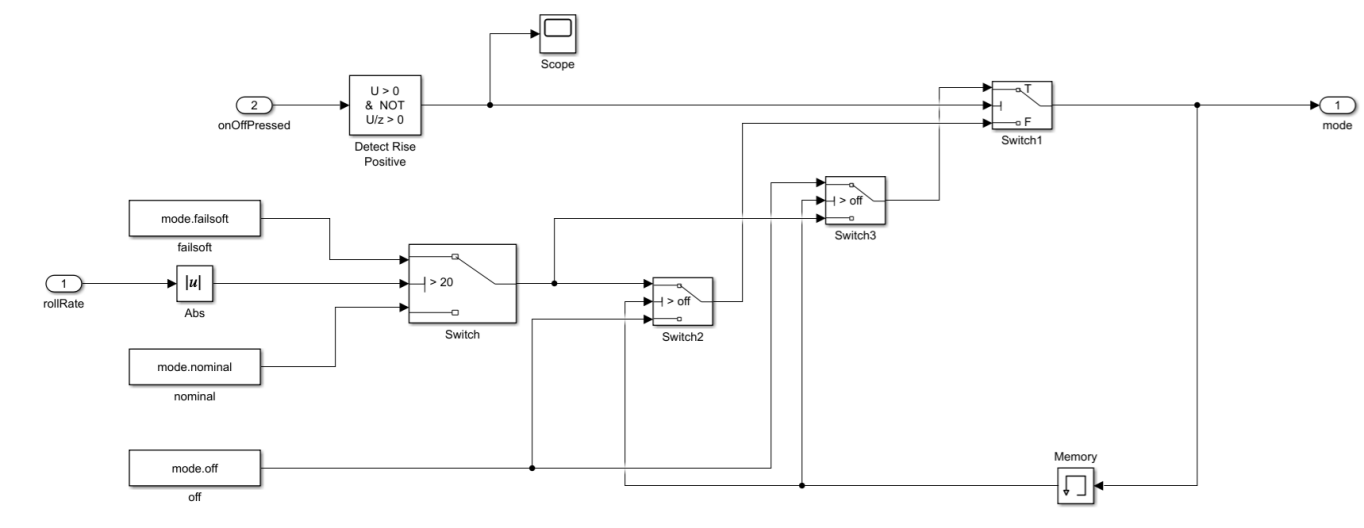 Scope
U > 0
& NOT
U/z > 0
Detect Rise
Positive
2
onOffPressed
T
F
Switch1
1
mode
mode.failsoft
failsoft
> off
Switch3
1
rollRate
|u|
Abs
> 20
Switch
> off
Switch2
mode.nominal
nominal
mode.off
off
Memory